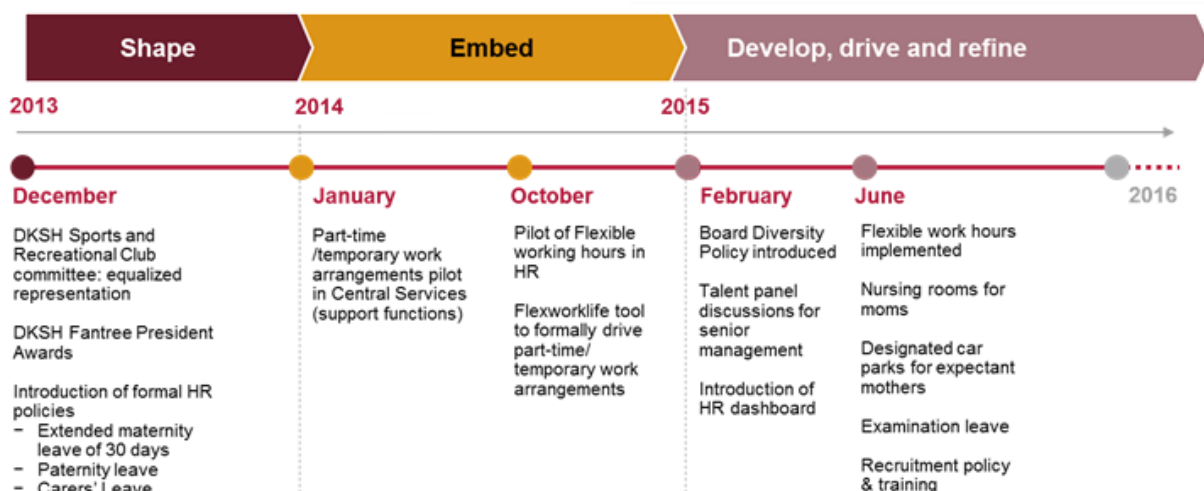 Shape
Embed
Develop, drive and refine
2013
2014
2015
December
January
October
February
June
2016
DKSH Sports and
Recreational Club
committee: equalized
representation
DKSH Fantree President
Awards
Introduction of formal HR
policies
− Extended maternity
leave of 30 days
− Paternity leave
− Carers' Leave
Part-time
/temporary work
arrangements pilot
in Central Services
(support functions)
Pilot of Flexible
working hours in
HR
Flexworklife tool
to formally drive
part-time/
temporary work
arrangements
Board Diversity
Policy introduced
Talent panel
discussions for
senior
management
Introduction of
HR dashboard
Flexible work hours
implemented
Nursing rooms for
moms
Designated car
parks for expectant
mothers
Examination leave
Recruitment policy
& training